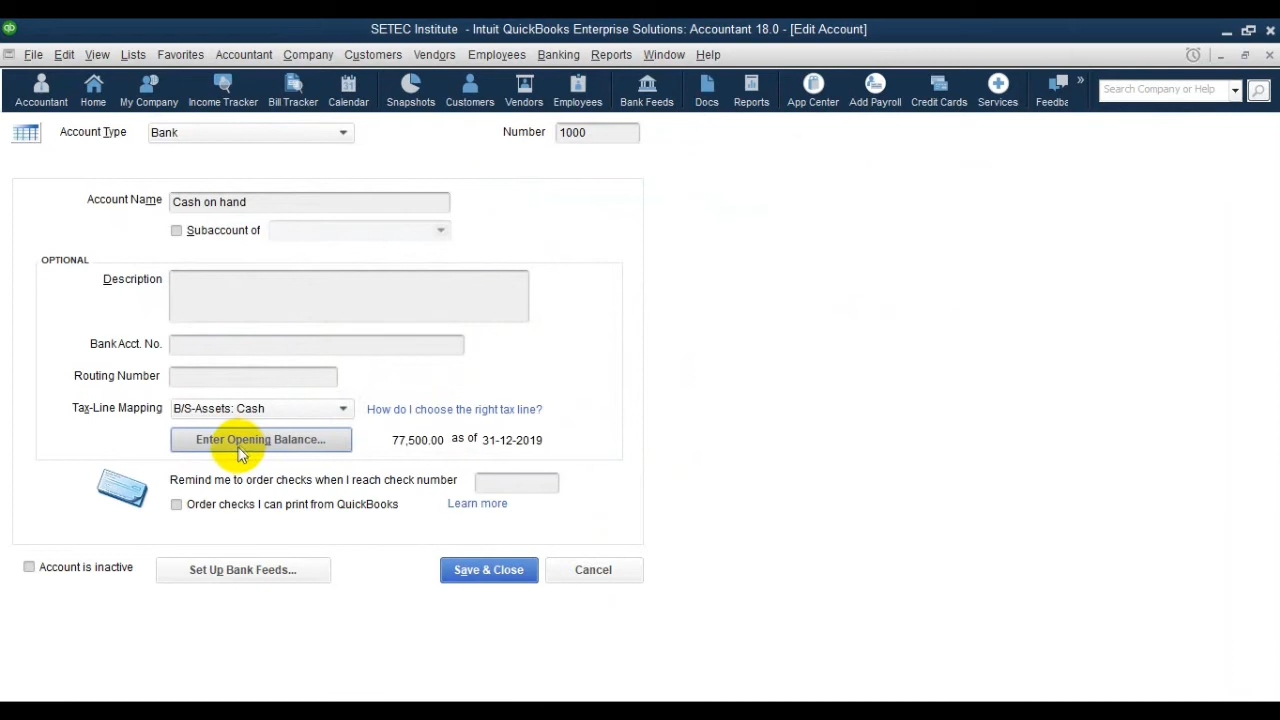 SETEC Institute - Intuit QuickBooks Enterprise Solutions: Accountant 18.0 - [Edit Account]
File Edit View Lists Favorites Accountant Company Customers Vendors Employees Banking Reports Window Help
Accountant Home My Company Income Tracker Bill Tracker Calendar Snapshots Customers Vendors Employees Bank Feeds Docs Reports App Center Add Payroll Credit Cards Services Feedba Search Company or Help
Account Type Bank Number 1000
Account Name Cash on hand
Subaccount of
OPTIONAL
Description
Bank Acct. No.
Routing Number
Tax-Line Mapping B/S-Assets: Cash How do I choose the right tax line?
Enter Opening Balance... 77,500.00 as of 31-12-2019
Remind me to order checks when I reach check number
Order checks I can print from QuickBooks Learn more
Account is inactive Set Up Bank Feeds... Save & Close Cancel